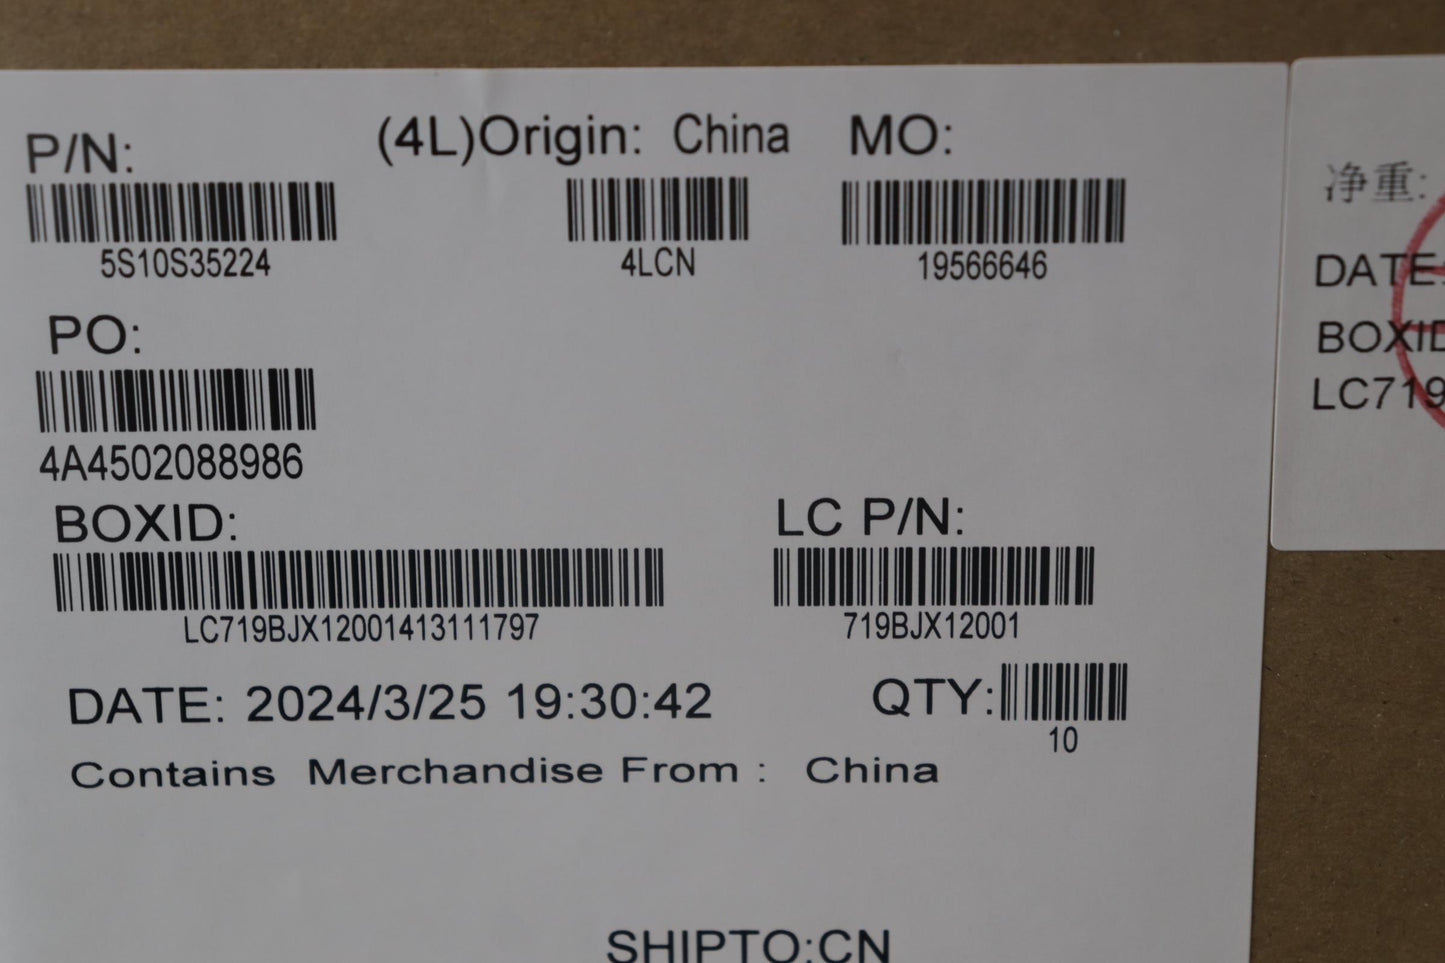 P/N:
(4L)Origin: China
MO:
5S10S35224
4LCN
19566646
PO:
4A4502088986
BOXID:
LC P/N:
LC719BJX12001413111797
719BJX12001
DATE: 2024/3/25 19:30:42
QTY:
10
Contains Merchandise From : China
SHIPTO:CN
净重:
DATE:
BOXID
LC719